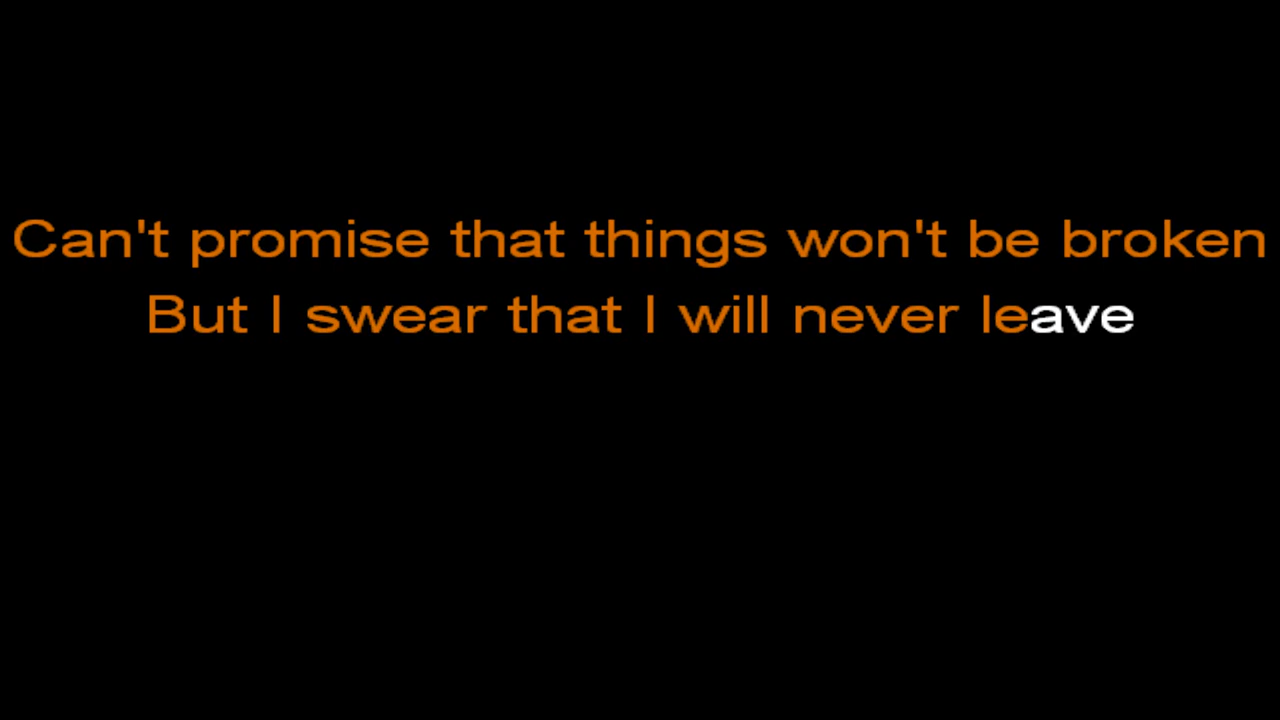 Can't promise that things won't be broken
But I swear that I will never leave